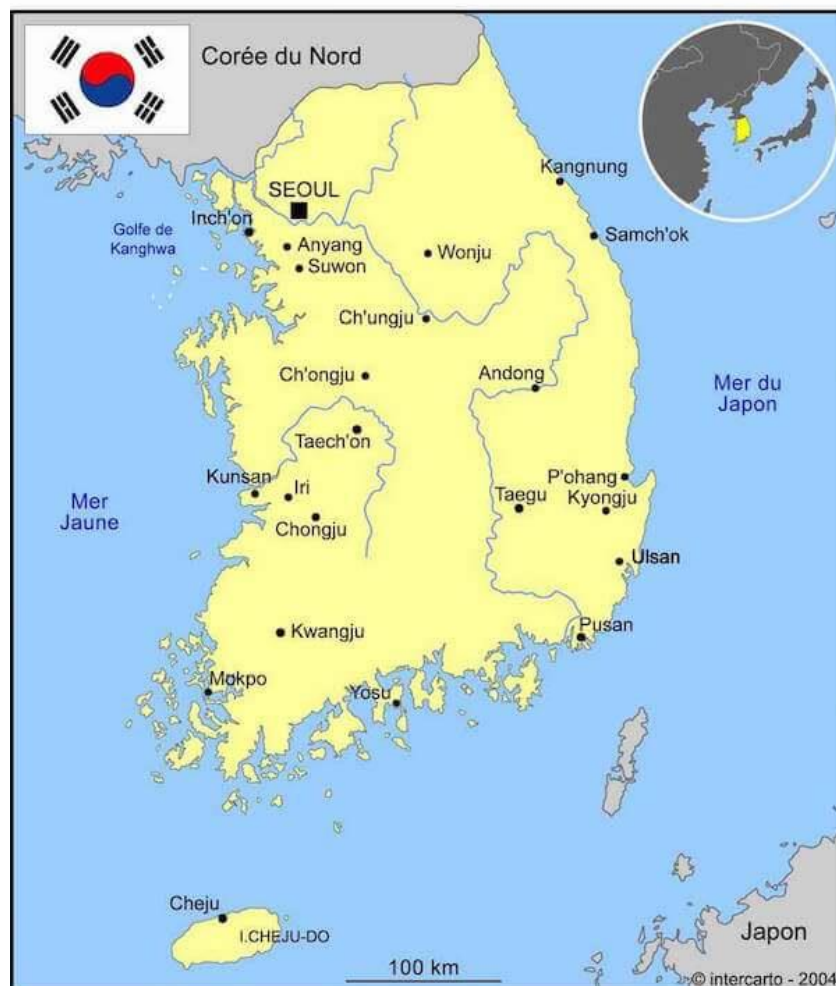 Corée du Nord
Kangnung
SEOUL
Inch'on
Golfe de
Kanghwa
Samch'ok
Anyang
Wonju
Suwon
Ch'ungju
Ch'ongju
Andong
Mer du
Japon
Taech'on
Kunsan
Iri
P'ohang
Mer
Jaune
Taegu
Kyongju
Chongju
Ulsan
Kwangju
Pusan
Mokpo
Yosu
Cheju
I.CHEJU-DO
Japon
100 km
© intercarto - 2004